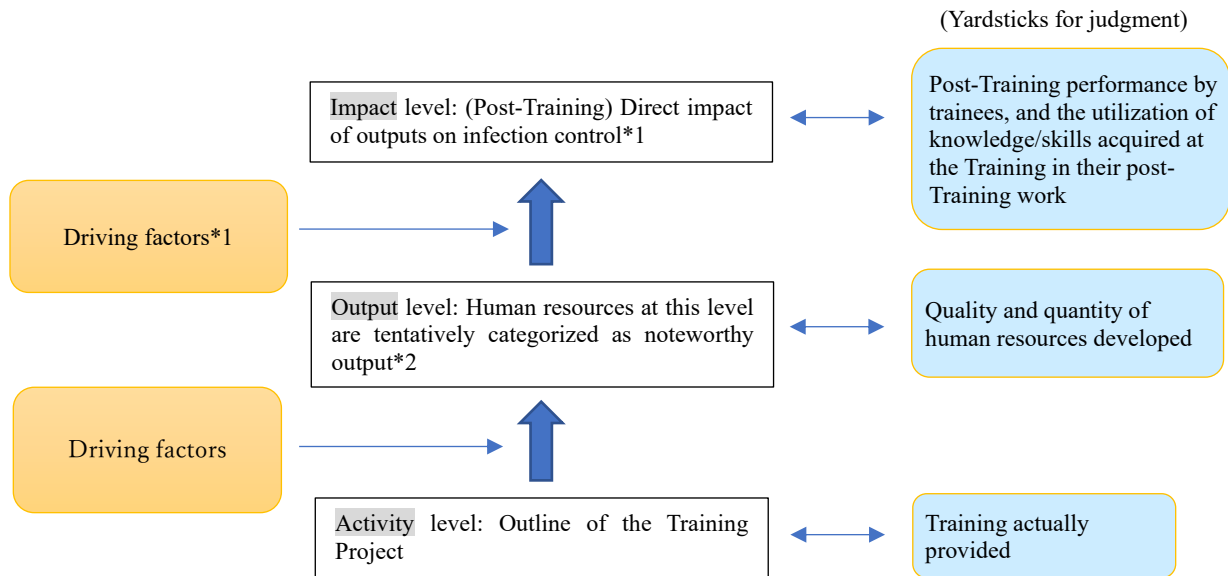 (Yardsticks for judgment)
Impact level: (Post-Training) Direct impact
of outputs on infection control*1
Post-Training performance by
trainees, and the utilization of
knowledge/skills acquired at
the Training in their post-
Training work
Driving factors*1
Output level: Human resources at this level
are tentatively categorized as noteworthy
output*2
Quality and quantity of
human resources developed
Driving factors
Activity level: Outline of the Training
Project
Training actually
provided